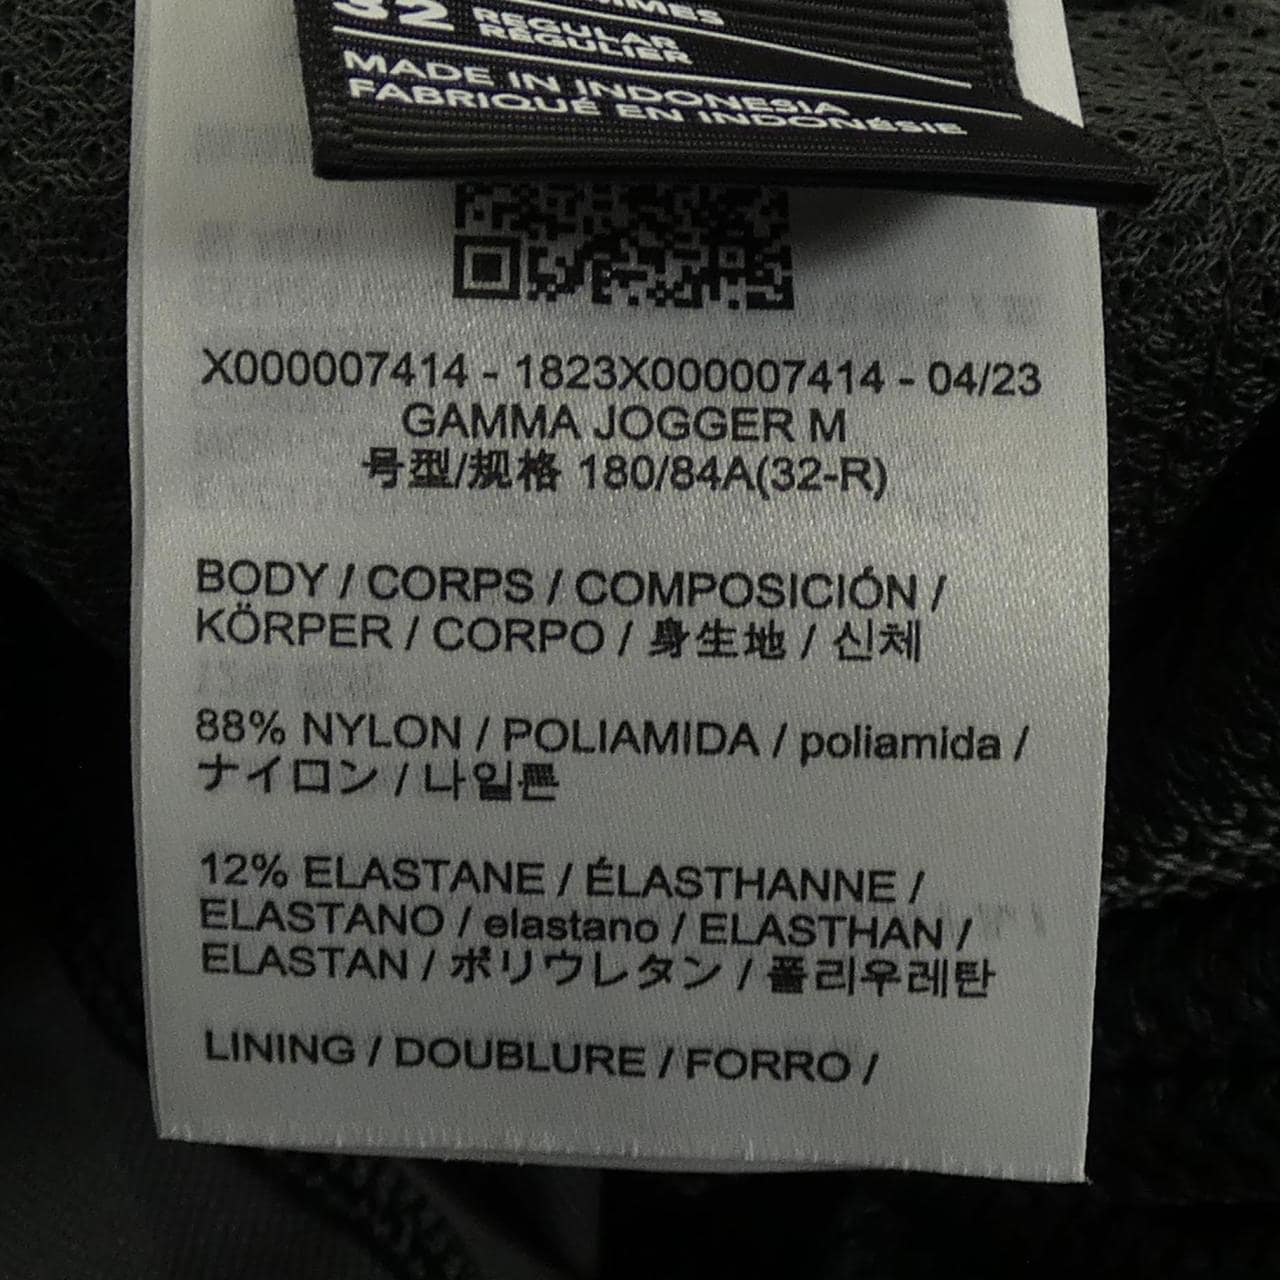 32 REGULAR
RÉGULIER
MADE IN INDONESIA
FABRIQUÉ EN INDONÉSIE
X000007414 - 1823X000007414 - 04/23
GAMMA JOGGER M
号型/规格 180/84A(32-R)
BODY / CORPS / COMPOSICIÓN /
KÖRPER / CORPO / 身生地 / 신체
88% NYLON / POLIAMIDA / poliamida /
ナイロン / 나일론
12% ELASTANE / ÉLASTHANNE /
ELASTANO / elastano / ELASTHAN /
ELASTAN / ポリウレタン / 폴리우레탄
LINING / DOUBLURE / FORRO /